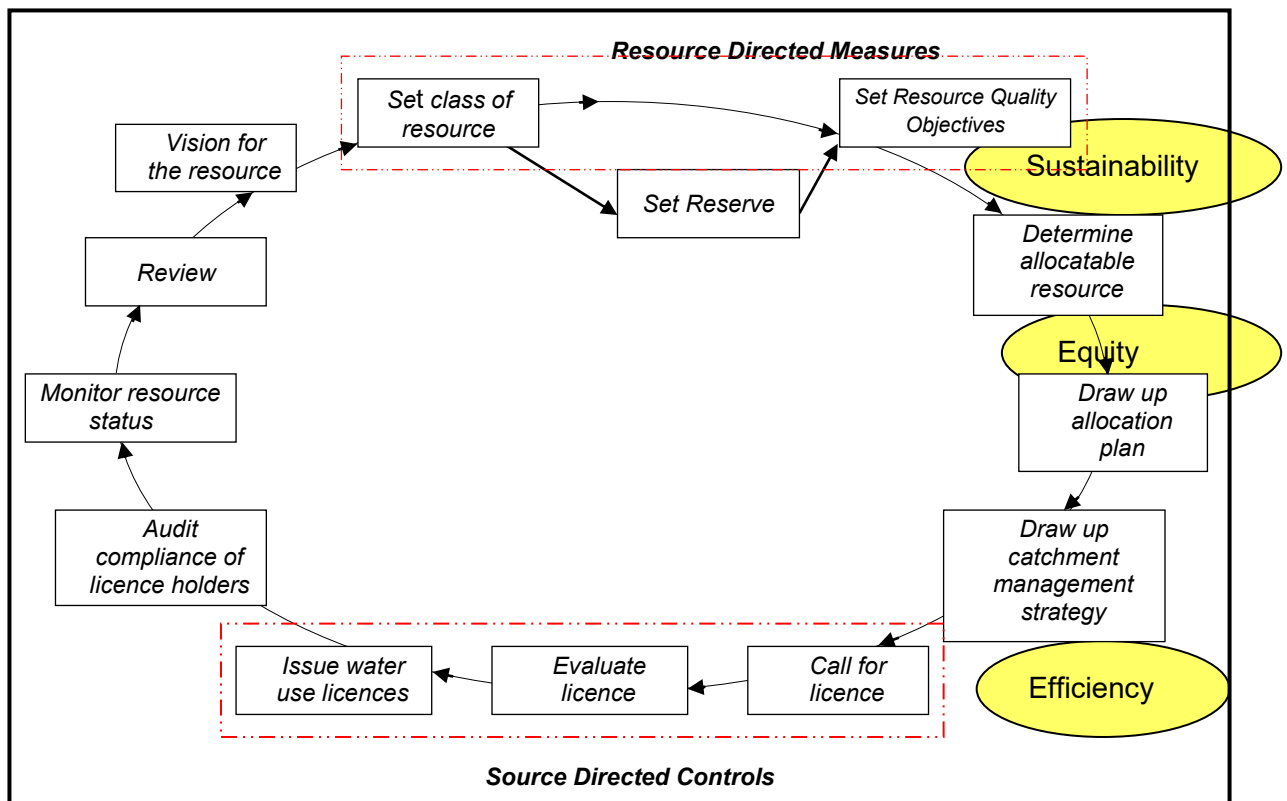 Resource Directed Measures
Set class of
resource
Set Resource Quality
Objectives
Vision for
the resource
Sustainability
Set Reserve
Determine
allocatable
resource
Review
Equity
Monitor resource
status
Draw up
allocation
plan
Audit
compliance of
licence holders
Draw up
catchment
management
strategy
Issue water
use licences
Evaluate
licence
Call for
licence
Efficiency
Source Directed Controls